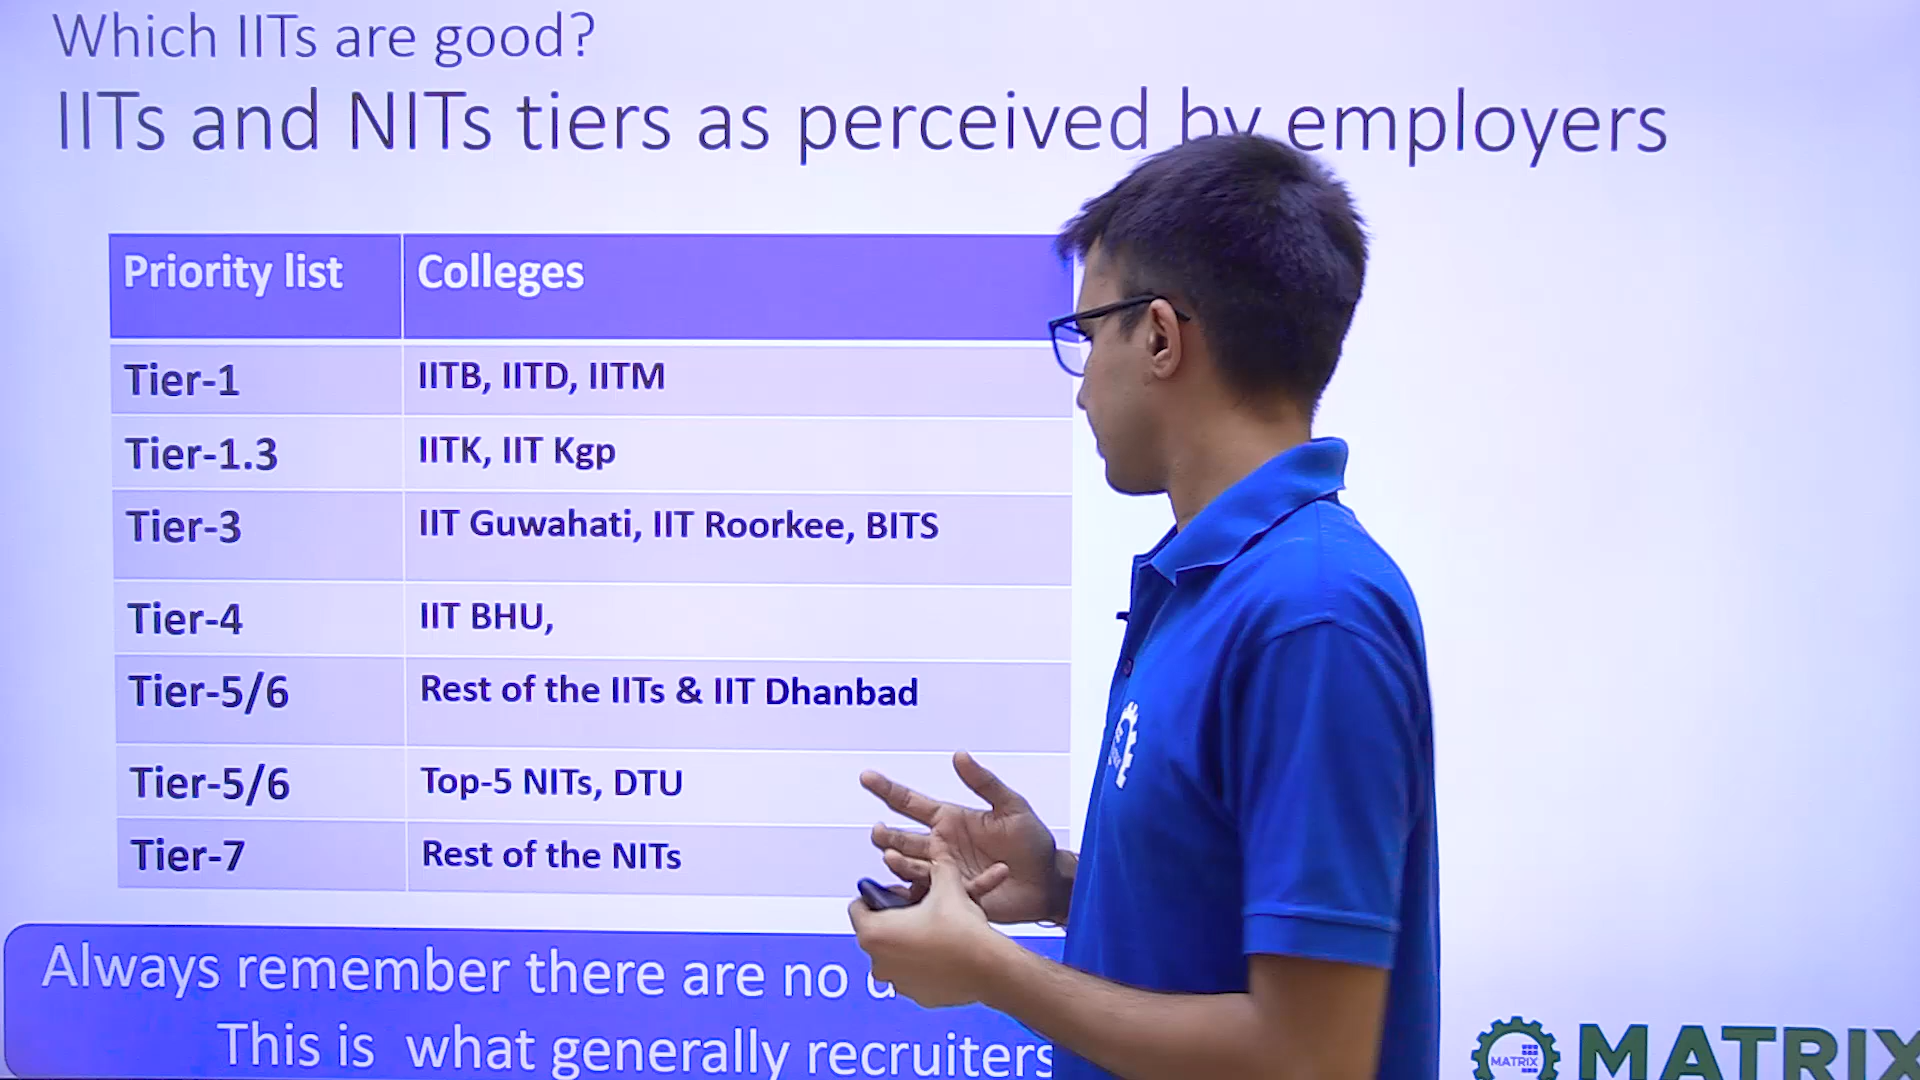 Which IITs are good?
IITs and NITs tiers as perceived by employers
Priority list Colleges
Tier-1 IITB, IITD, IITM
Tier-1.3 IITK, IIT Kgp
Tier-3 IIT Guwahati, IIT Roorkee, BITS
Tier-4 IIT BHU,
Tier-5/6 Rest of the IITs & IIT Dhanbad
Tier-5/6 Top-5 NITs, DTU
Tier-7 Rest of the NITs
Always remember there are no
This is what generally recruiters
MATRIX
MATRIX